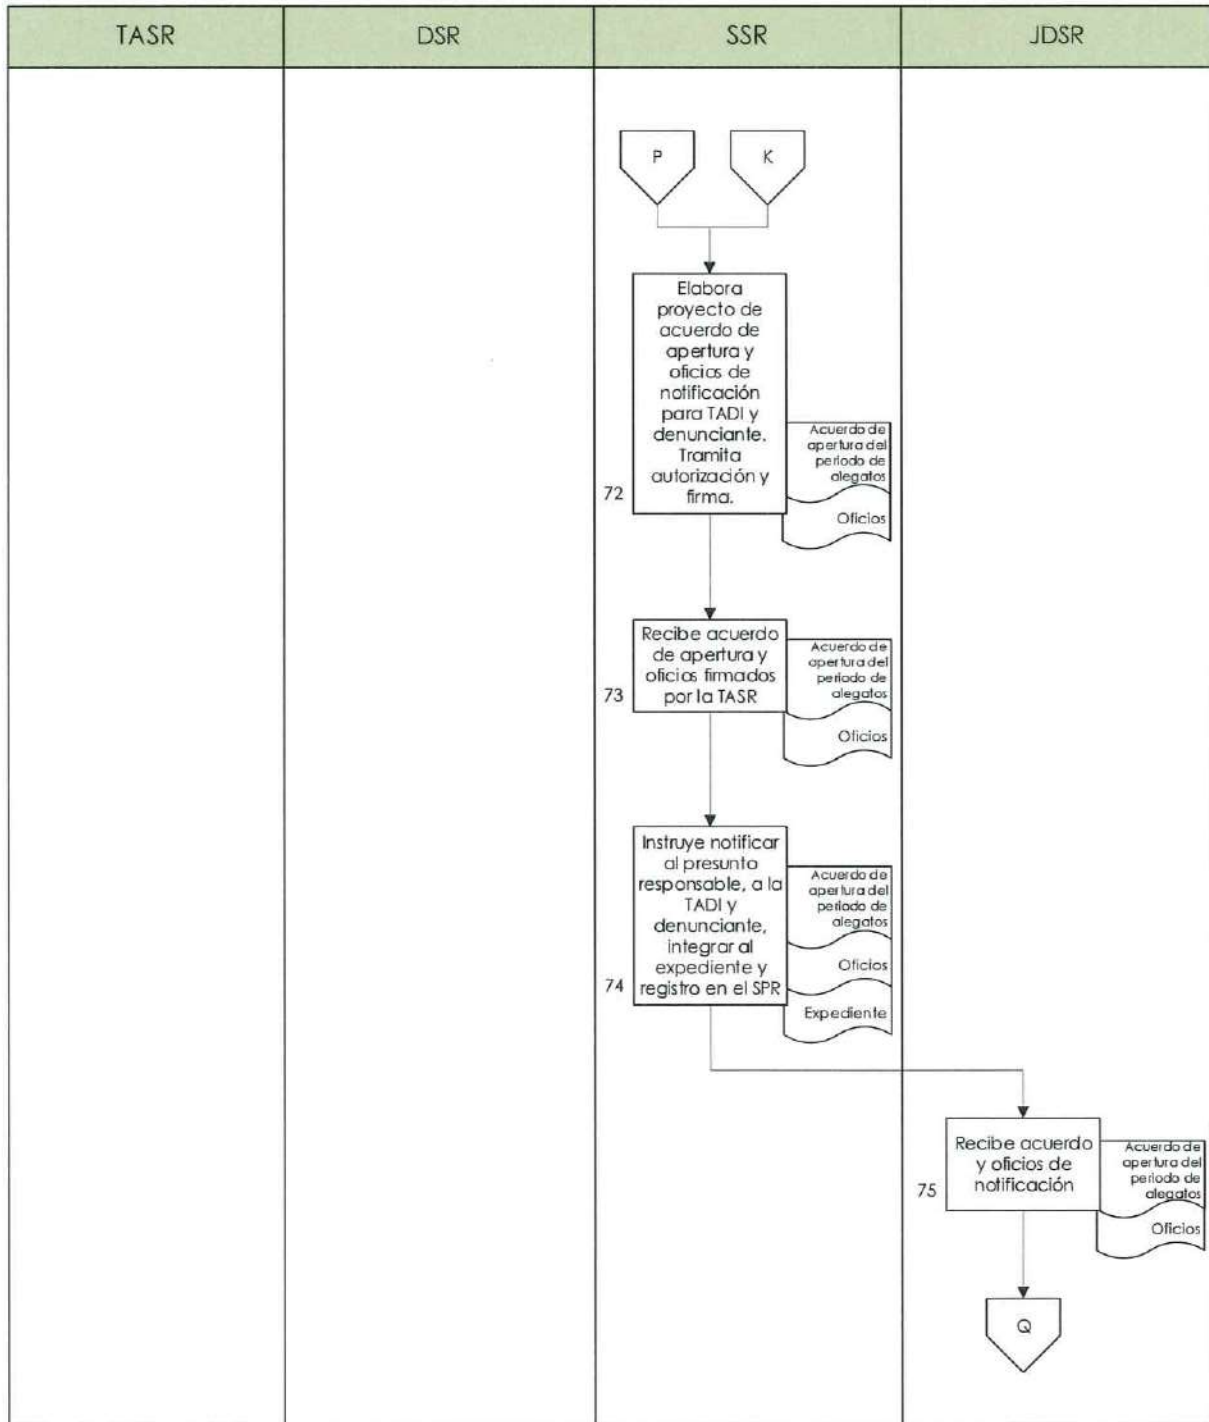 TASR
DSR
SSR
JDSR
P
K
Elabora
proyecto de
acuerdo de
apertura y
oficios de
notificación
para TADI y
denunciante.
Tramita
autorización y
firma.
72
Acuerdo de
apertura del
periodo de
alegatos
Oficios
Recibe acuerdo
de apertura y
oficios firmados
por la TASR
73
Acuerdo de
apertura del
periodo de
alegatos
Oficios
Instruye notificar
al presunto
responsable, a la
TADI y
denunciante,
integrar al
expediente y
registro en el SPR
74
Acuerdo de
apertura del
periodo de
alegatos
Oficios
Expediente
Recibe acuerdo
y oficios de
notificación
75
Acuerdo de
apertura del
periodo de
alegatos
Oficios
Q